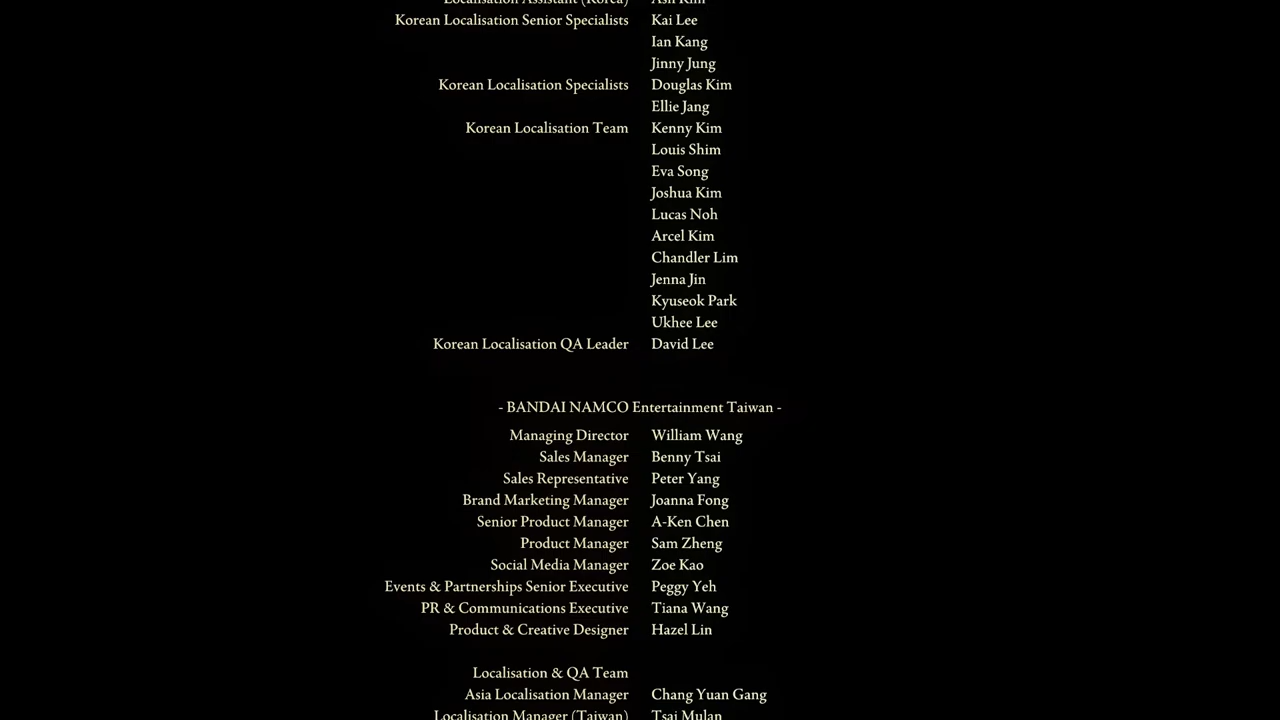 Localisation Assistant (Korea) Ash Kim
Korean Localisation Senior Specialists Kai Lee
Ian Kang
Jinny Jung
Korean Localisation Specialists Douglas Kim
Ellie Jang
Korean Localisation Team Kenny Kim
Louis Shim
Eva Song
Joshua Kim
Lucas Noh
Arcel Kim
Chandler Lim
Jenna Jin
Kyuseok Park
Ukhee Lee
Korean Localisation QA Leader David Lee
- BANDAI NAMCO Entertainment Taiwan -
Managing Director William Wang
Sales Manager Benny Tsai
Sales Representative Peter Yang
Brand Marketing Manager Joanna Fong
Senior Product Manager A-Ken Chen
Product Manager Sam Zheng
Social Media Manager Zoe Kao
Events & Partnerships Senior Executive Peggy Yeh
PR & Communications Executive Tiana Wang
Product & Creative Designer Hazel Lin
Localisation & QA Team
Asia Localisation Manager Chang Yuan Gang
Localisation Manager (Taiwan) Tsai Mulan